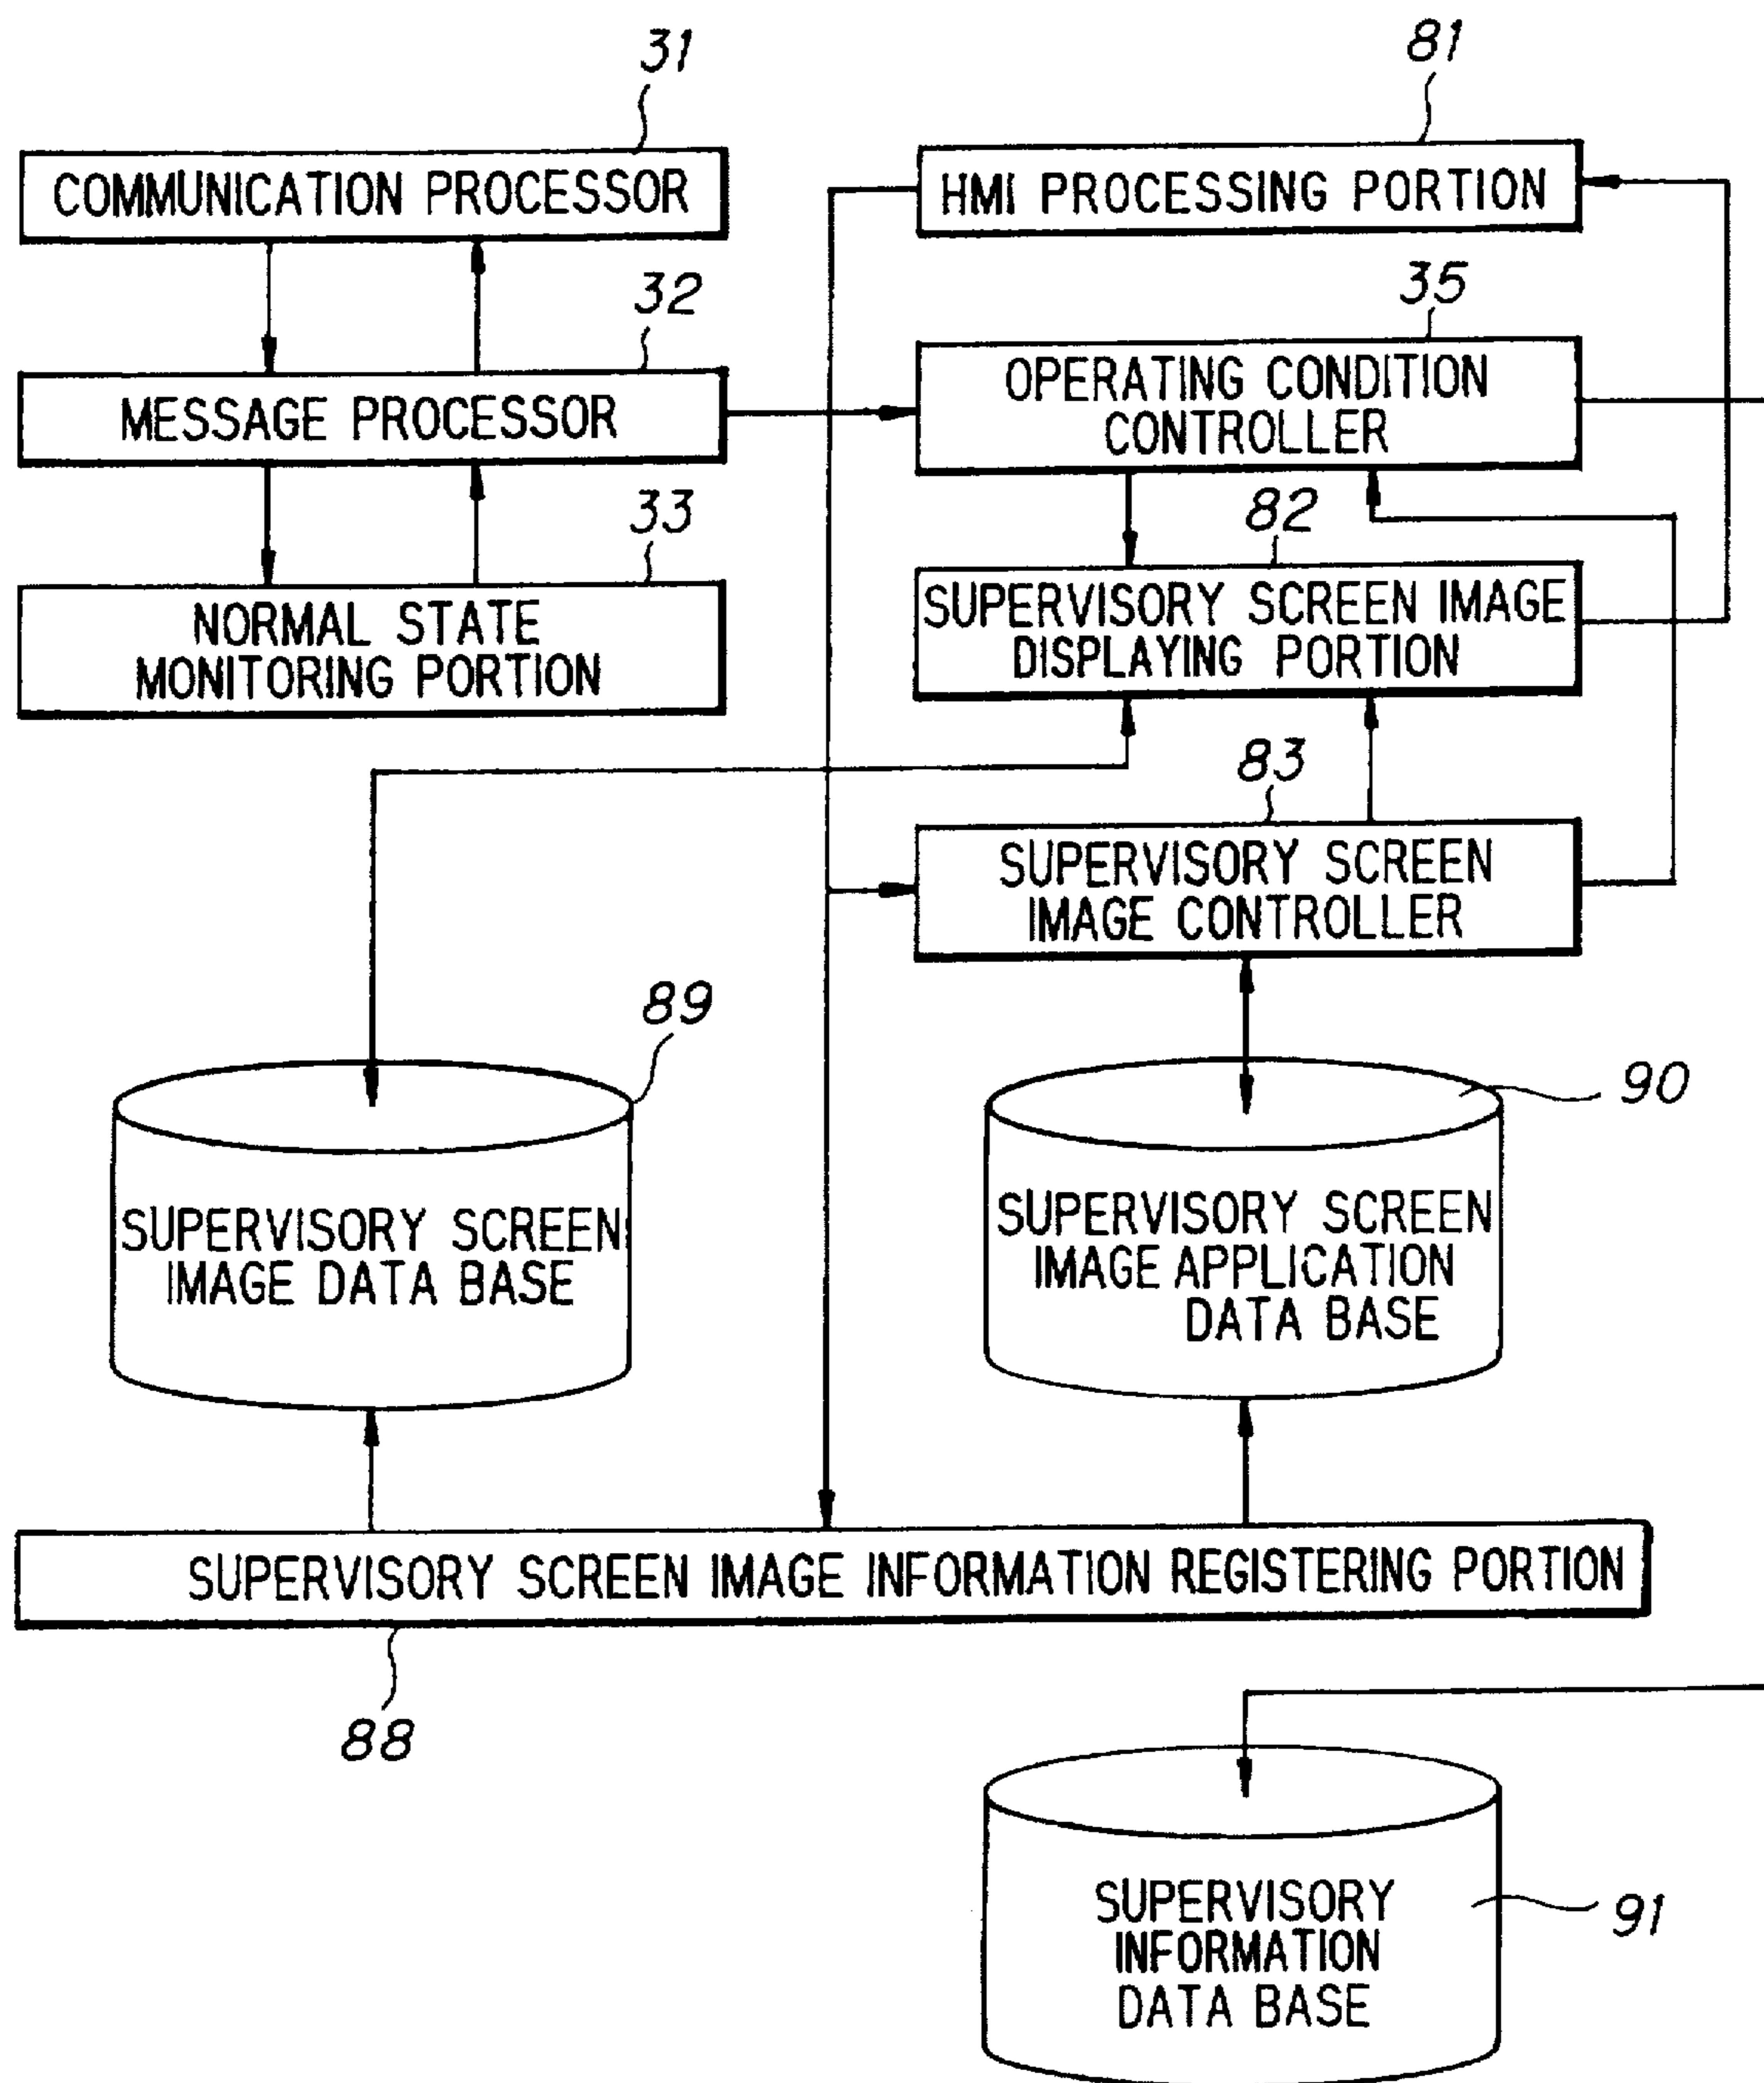 31
COMMUNICATION PROCESSOR
32
MESSAGE PROCESSOR
33
NORMAL STATE
MONITORING PORTION
81
HMI PROCESSING PORTION
35
OPERATING CONDITION
CONTROLLER
82
SUPERVISORY SCREEN IMAGE
DISPLAYING PORTION
83
SUPERVISORY SCREEN
IMAGE CONTROLLER
89
SUPERVISORY SCREEN
IMAGE DATA BASE
90
SUPERVISORY SCREEN
IMAGE APPLICATION
DATA BASE
SUPERVISORY SCREEN IMAGE INFORMATION REGISTERING PORTION
88
SUPERVISORY
INFORMATION
DATA BASE
91